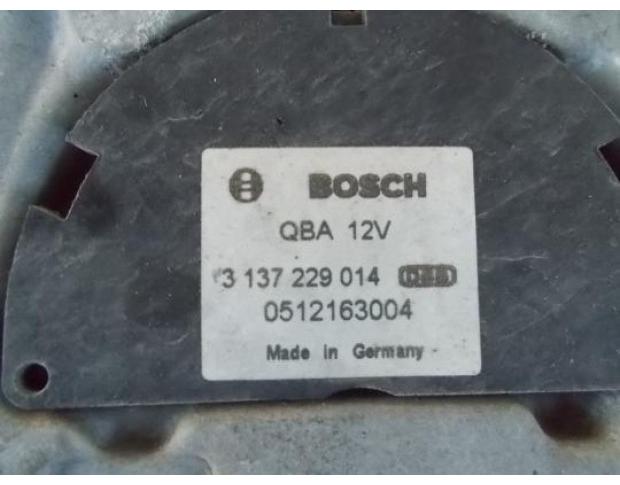 BOSCH
QBA 12V
3 137 229 014
0512163004
Made in Germany